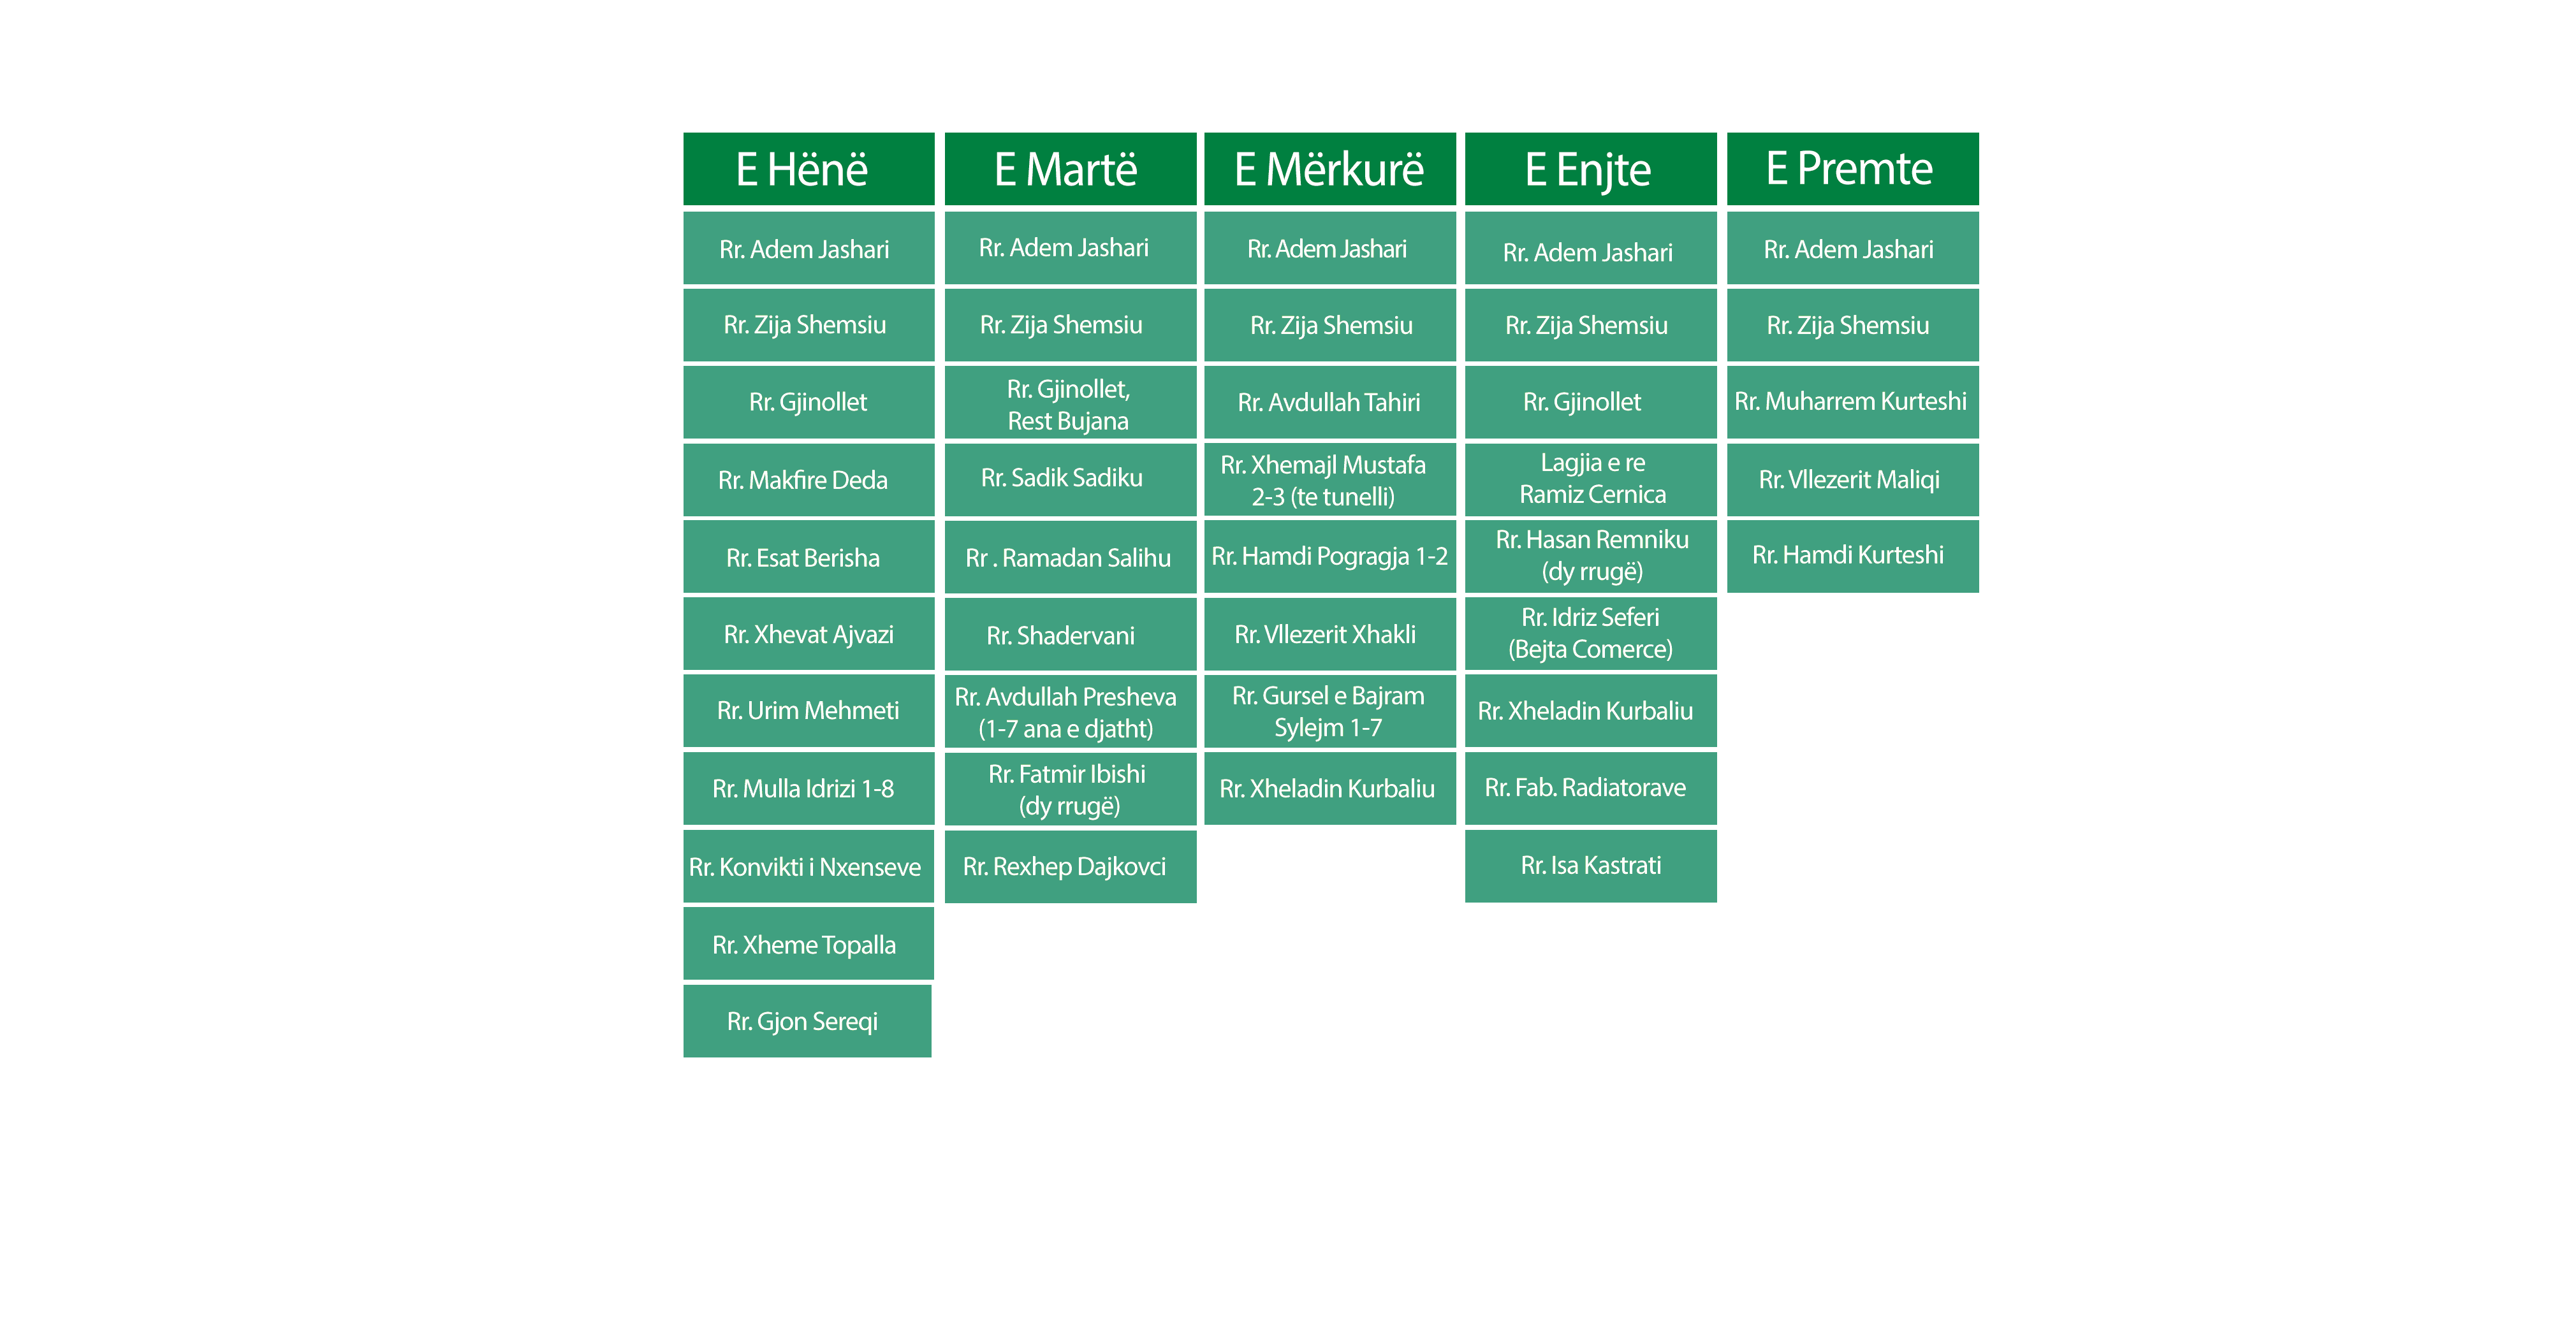 E Hënë
E Martë
E Mërkurë
E Enjte
E Premte
Rr. Adem Jashari
Rr. Adem Jashari
Rr. Adem Jashari
Rr. Adem Jashari
Rr. Adem Jashari
Rr. Zija Shemsiu
Rr. Zija Shemsiu
Rr. Zija Shemsiu
Rr. Zija Shemsiu
Rr. Zija Shemsiu
Rr. Gjinollet
Rr. Gjinollet,
Rest Bujana
Rr. Avdullah Tahiri
Rr. Gjinollet
Rr. Muharrem Kurteshi
Rr. Makfire Deda
Rr. Sadik Sadiku
Rr. Xhemajl Mustafa
2-3 (te tunelli)
Lagjia e re
Ramiz Cernica
Rr. Vllezerit Maliqi
Rr. Esat Berisha
Rr . Ramadan Salihu
Rr. Hamdi Pogragja 1-2
Rr. Hasan Remniku
(dy rrugë)
Rr. Hamdi Kurteshi
Rr. Xhevat Ajvazi
Rr. Shadervani
Rr. Vllezerit Xhakli
Rr. Idriz Seferi
(Bejta Comerce)
Rr. Urim Mehmeti
Rr. Avdullah Presheva
(1-7 ana e djatht)
Rr. Gursel e Bajram
Sylejm 1-7
Rr. Xheladin Kurbaliu
Rr. Mulla Idrizi 1-8
Rr. Fatmir Ibishi
(dy rrugë)
Rr. Xheladin Kurbaliu
Rr. Fab. Radiatorave
Rr. Konvikti i Nxenseve
Rr. Rexhep Dajkovci
Rr. Isa Kastrati
Rr. Xheme Topalla
Rr. Gjon Sereqi